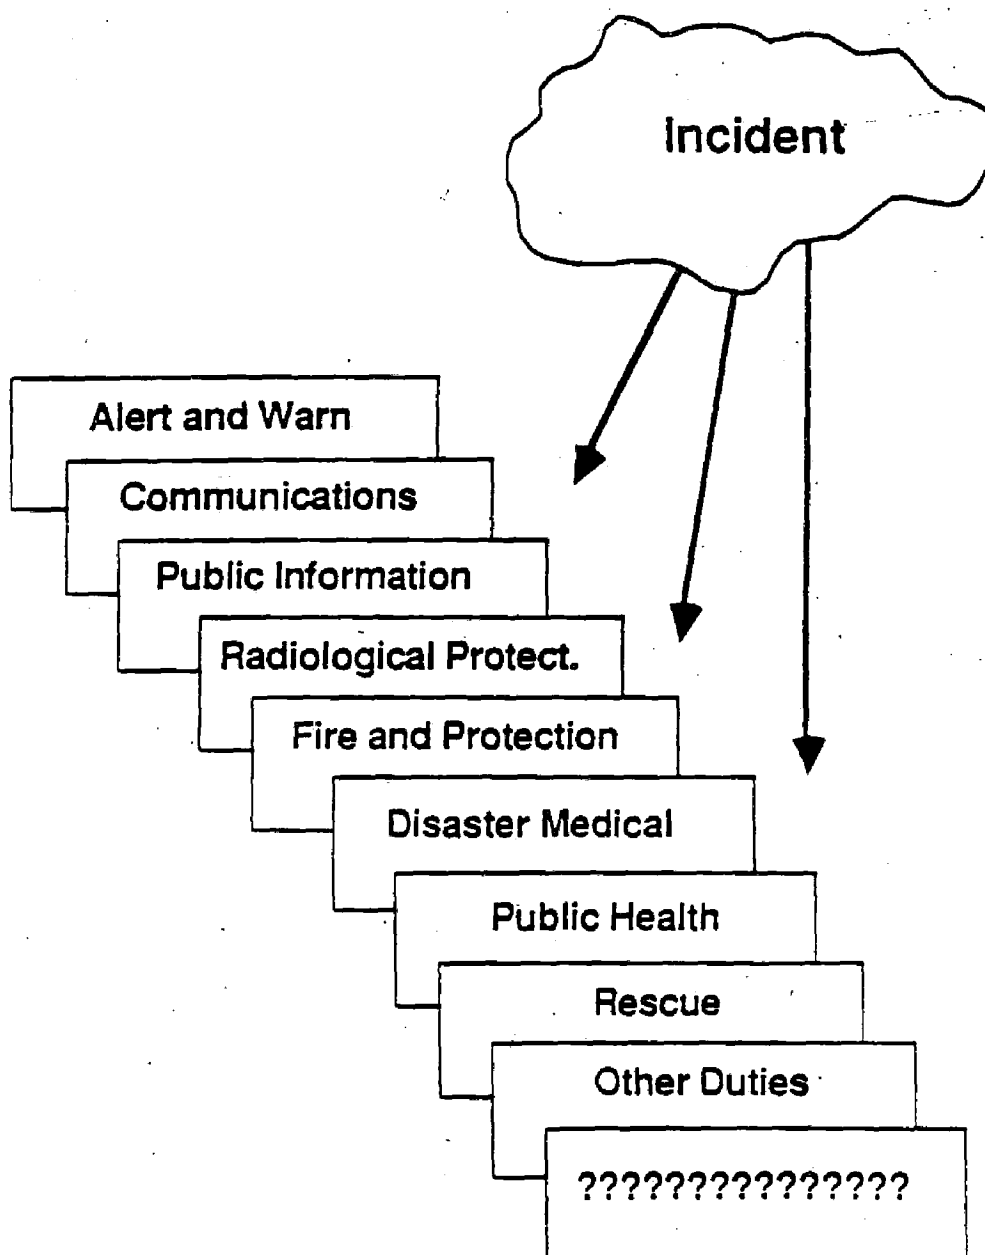 Incident
Alert and Warn
Communications
Public Information
Radiological Protect.
Fire and Protection
Disaster Medical
Public Health
Rescue
Other Duties
???????????????